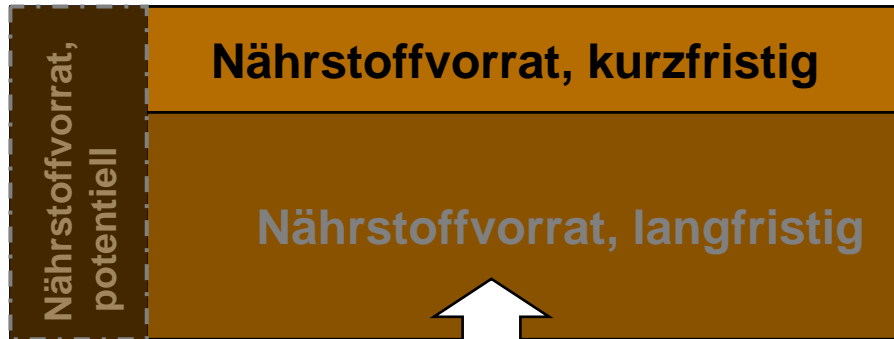 Nährstoffvorrat,
potentiell
Nährstoffvorrat, kurzfristig
Nährstoffvorrat, langfristig